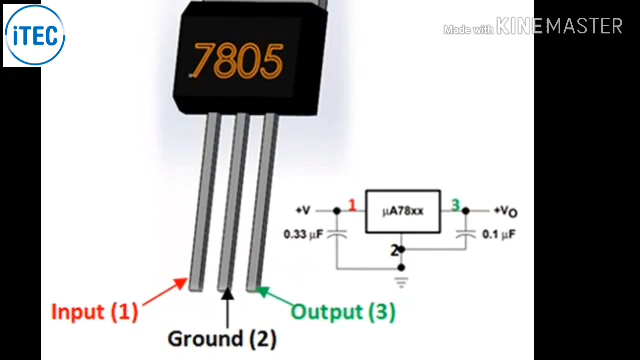 iTEC
Made with KINEMASTER
7805
+V
1
μA78xx
3
+VO
0.33 μF
2
0.1 μF
Input (1)
Output (3)
Ground (2)